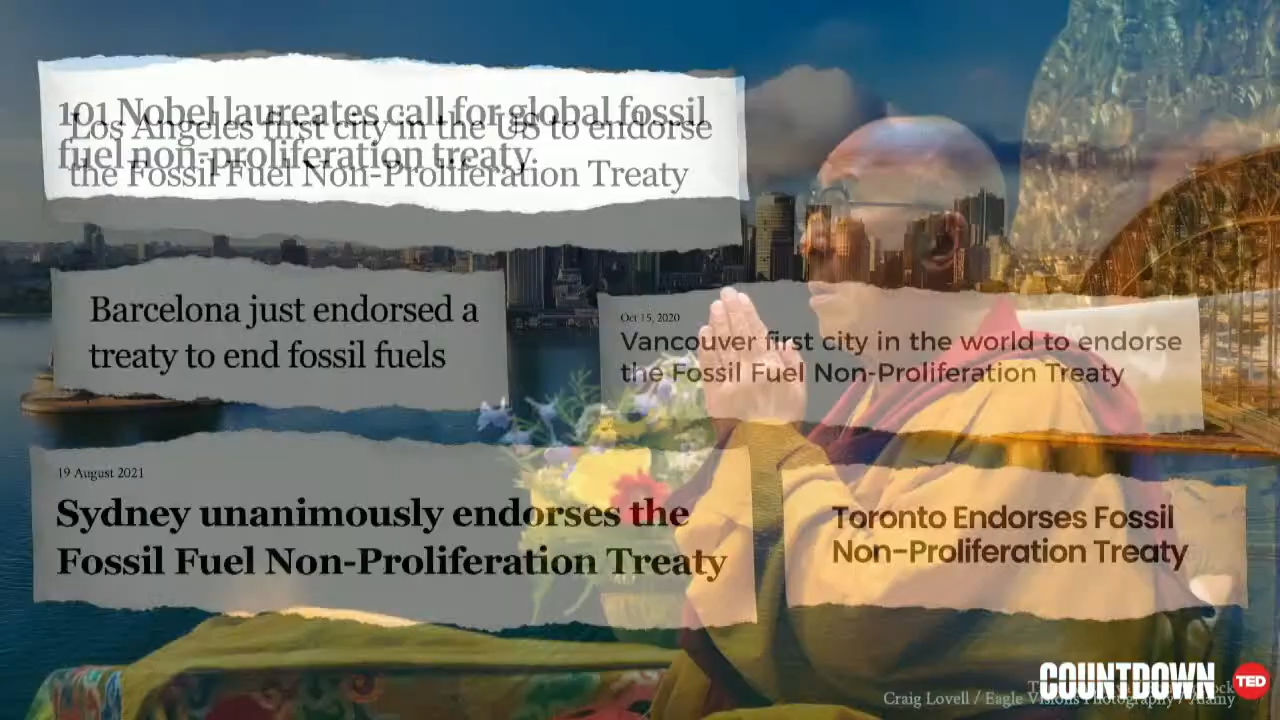 101 Nobel laureates call for global fossil
fuel non-proliferation treaty
Los Angeles first city in the US to endorse
the Fossil Fuel Non-Proliferation Treaty
Barcelona just endorsed a
treaty to end fossil fuels
Oct 15, 2020
Vancouver first city in the world to endorse
the Fossil Fuel Non-Proliferation Treaty
19 August 2021
Sydney unanimously endorses the
Fossil Fuel Non-Proliferation Treaty
Toronto Endorses Fossil
Non-Proliferation Treaty
COUNTDOWN TED
Craig Lovell / Eagle Visions Photography / Alamy